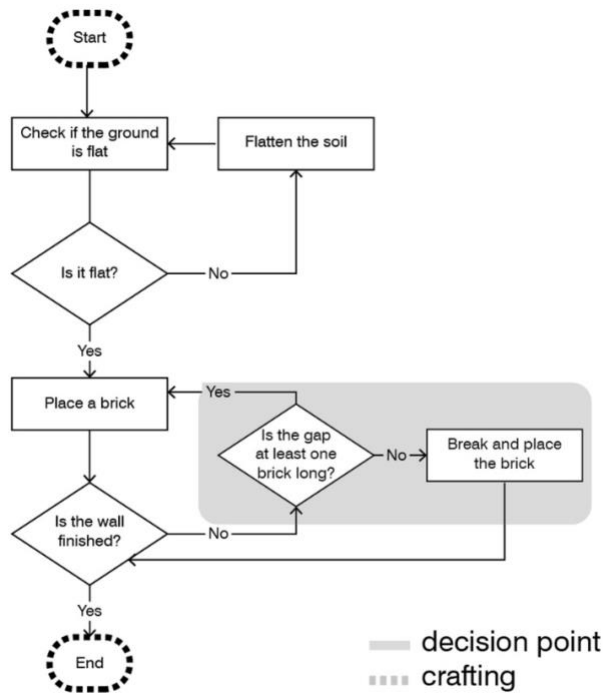 Start
Check if the ground
is flat
Flatten the soil
Is it flat?
No
Yes
Place a brick
Yes
Is the gap
at least one
brick long?
No
Break and place
the brick
Is the wall
finished?
No
Yes
End
decision point
crafting